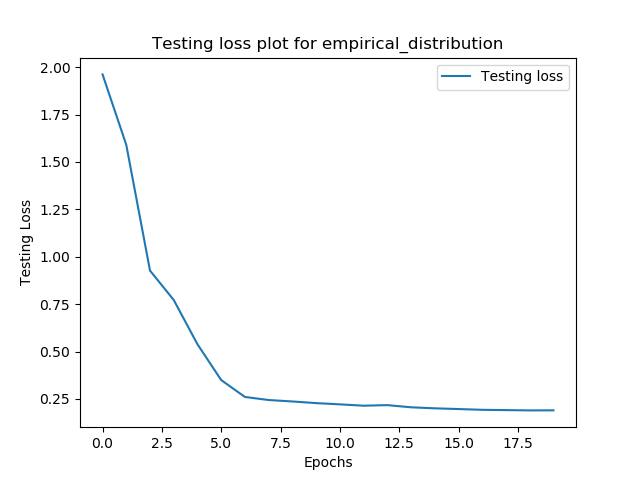 Testing loss plot for empirical_distribution
Testing loss
2.00
1.75
1.50
1.25
1.00
0.75
0.50
0.25
Testing Loss
0.0 2.5 5.0 7.5 10.0 12.5 15.0 17.5
Epochs